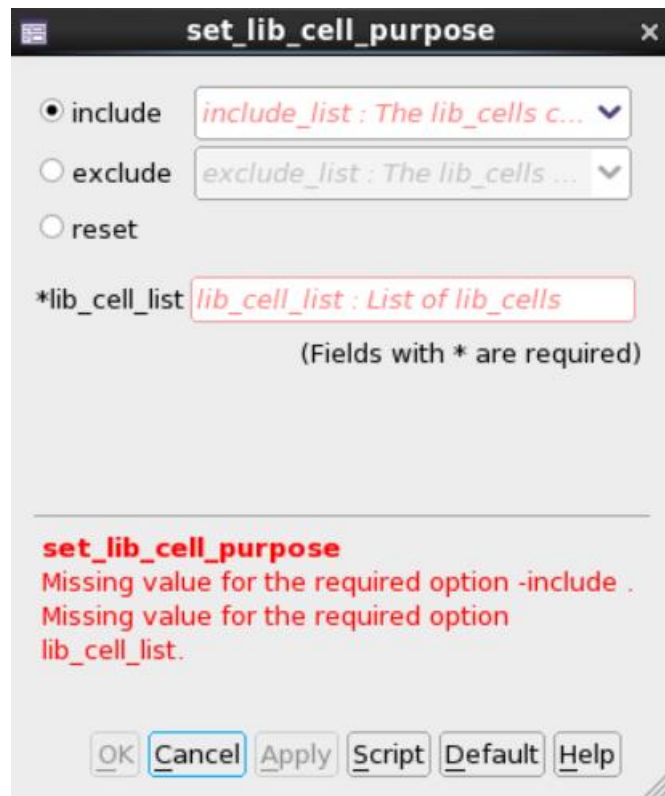 set_lib_cell_purpose
include include_list : The lib_cells c...
exclude exclude_list : The lib_cells ...
reset
*lib_cell_list lib_cell_list : List of lib_cells
(Fields with * are required)
set_lib_cell_purpose
Missing value for the required option -include .
Missing value for the required option
lib_cell_list.
OK Cancel Apply Script Default Help